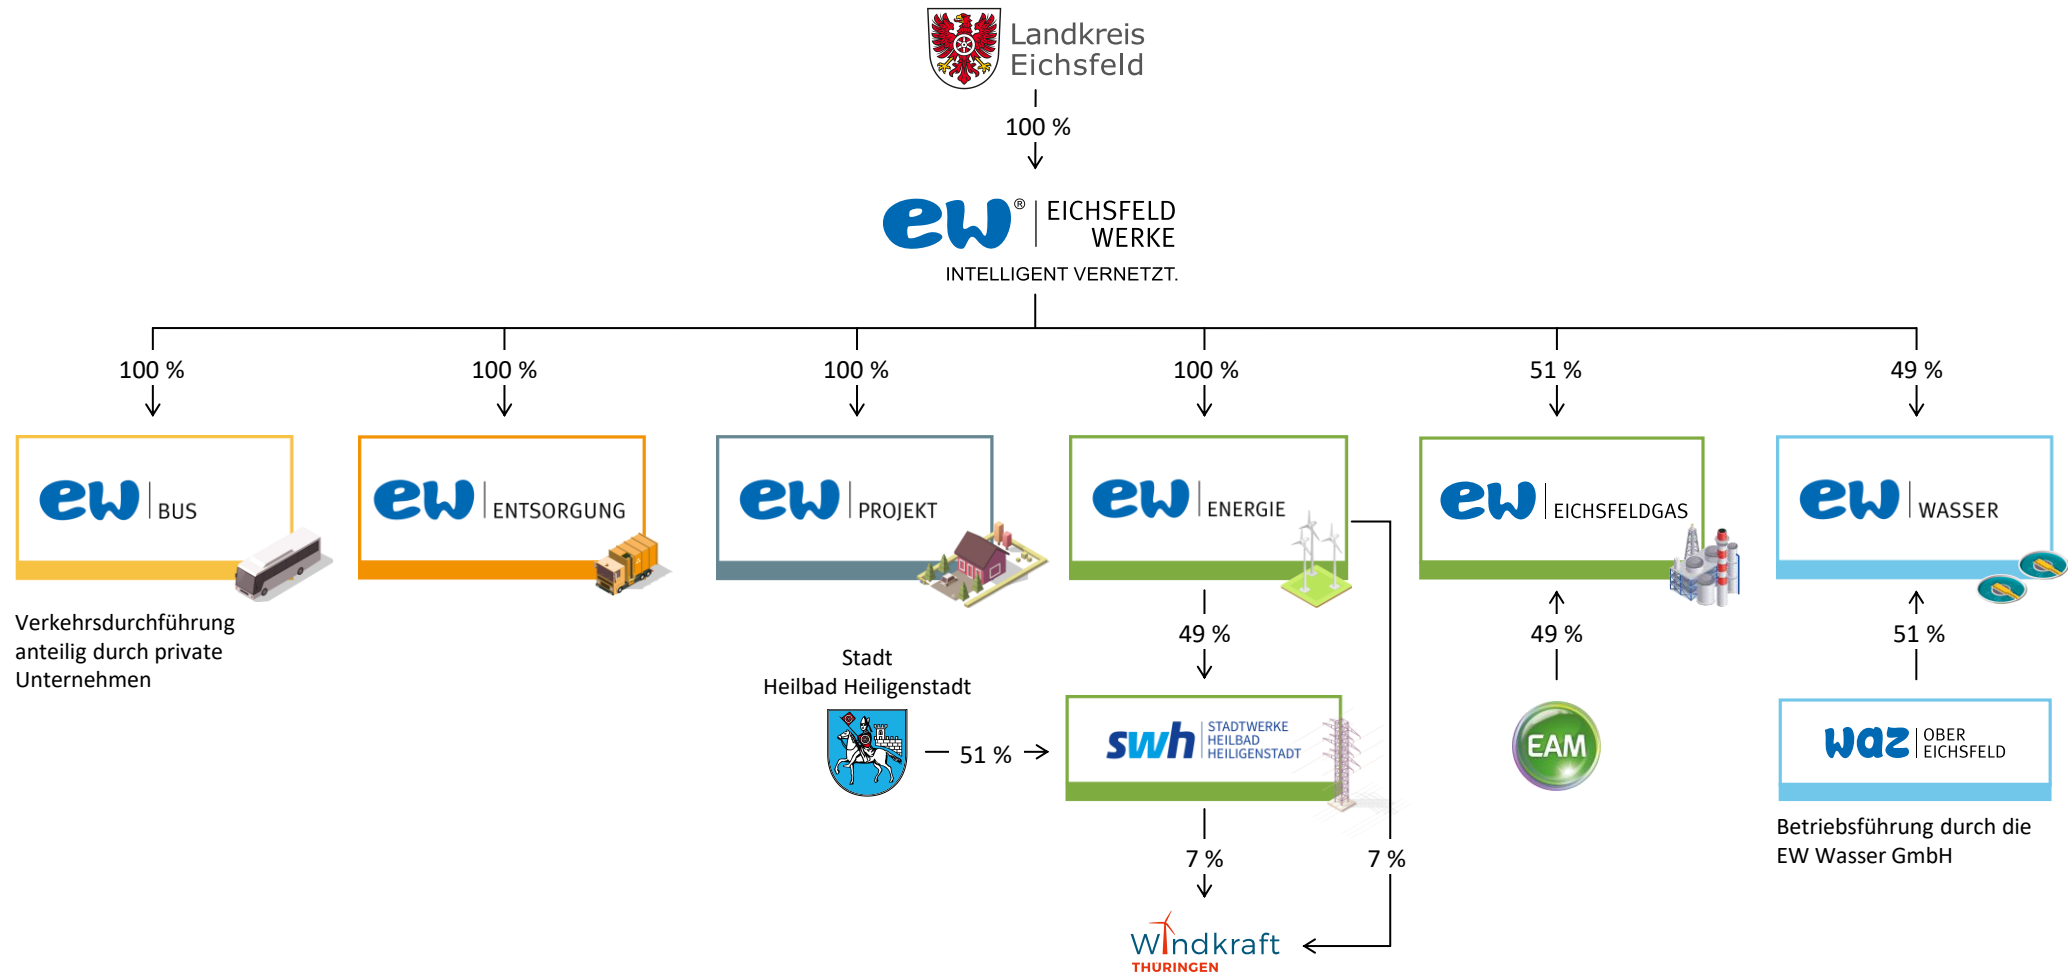 Landkreis
Eichsfeld
100 %
ew® EICHSFELD
WERKE
INTELLIGENT VERNETZT.
100 % 100 % 100 % 100 % 51 % 49 %
ew BUS
ew ENTSORGUNG
ew PROJEKT
ew ENERGIE
ew EICHSFELDGAS
ew WASSER
Verkehrsdurchführung
anteilig durch private
Unternehmen
49 % 49 % 51 %
Stadt
Heilbad Heiligenstadt
51 %
swh STADTWERKE
HEILBAD
HEILIGENSTADT
EAM
waz OBER
EICHSFELD
Betriebsführung durch die
EW Wasser GmbH
7 % 7 %
Windkraft
THÜRINGEN